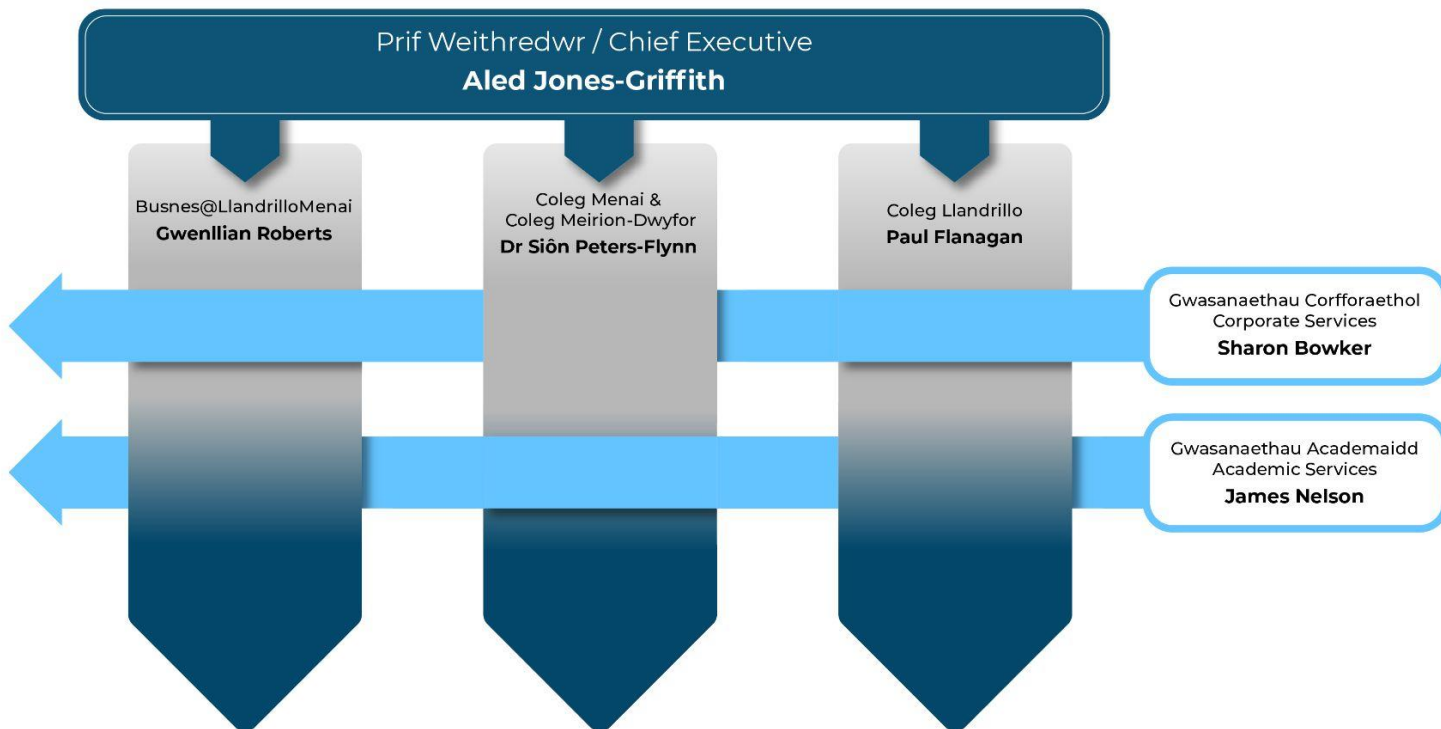 Prif Weithredwr / Chief Executive
Aled Jones-Griffith
Busnes@LlandrilloMenai
Gwenllian Roberts
Coleg Menai &
Coleg Meirion-Dwyfor
Dr Siôn Peters-Flynn
Coleg Llandrillo
Paul Flanagan
Gwasanaethau Corfforaethol
Corporate Services
Sharon Bowker
Gwasanaethau Academaidd
Academic Services
James Nelson